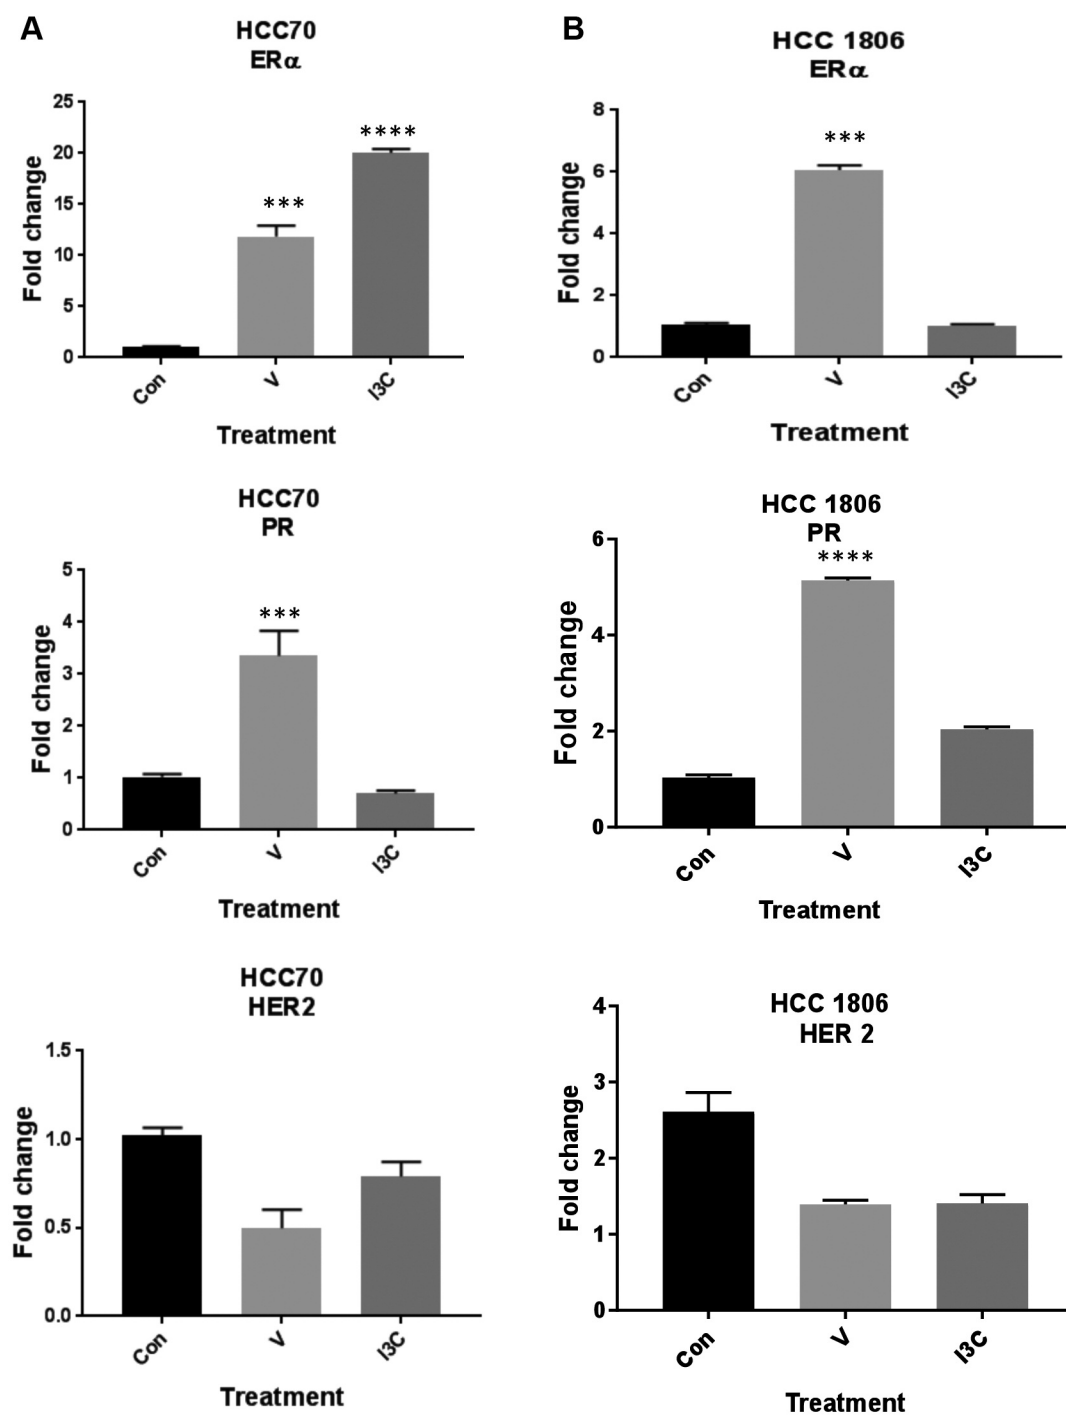 A
HCC70
ERα
Fold change
25
20
15
10
5
0
***
****
Con
V
I3C
Treatment
B
HCC 1806
ERα
Fold change
8
6
4
2
0
***
Con
V
I3C
Treatment
HCC70
PR
Fold change
5
4
3
2
1
0
***
Con
V
I3C
Treatment
HCC 1806
PR
Fold change
6
4
2
0
****
Con
V
I3C
Treatment
HCC70
HER2
Fold change
1.5
1.0
0.5
0.0
Con
V
I3C
Treatment
HCC 1806
HER 2
Fold change
4
3
2
1
0
Con
V
I3C
Treatment